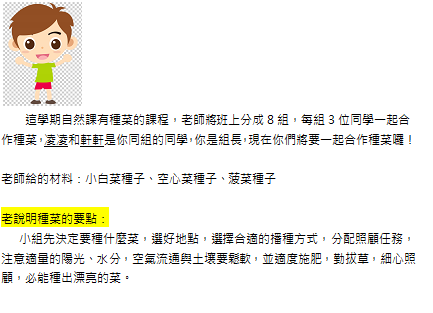 這學期自然課有種菜的課程，老師將班上分成 8 組，每組 3 位同學一起合
作種菜，凌凌和軒軒是你同組的同學，你是組長，現在你們將要一起合作種菜囉！
老師給的材料：小白菜種子、空心菜種子、菠菜種子
老說明種菜的要點：
小組先決定要種什麼菜，選好地點，選擇合適的播種方式，分配照顧任務，
注意適量的陽光、水分，空氣流通與土壤要鬆軟，並適度施肥，勤拔草，細心照
顧，必能種出漂亮的菜。